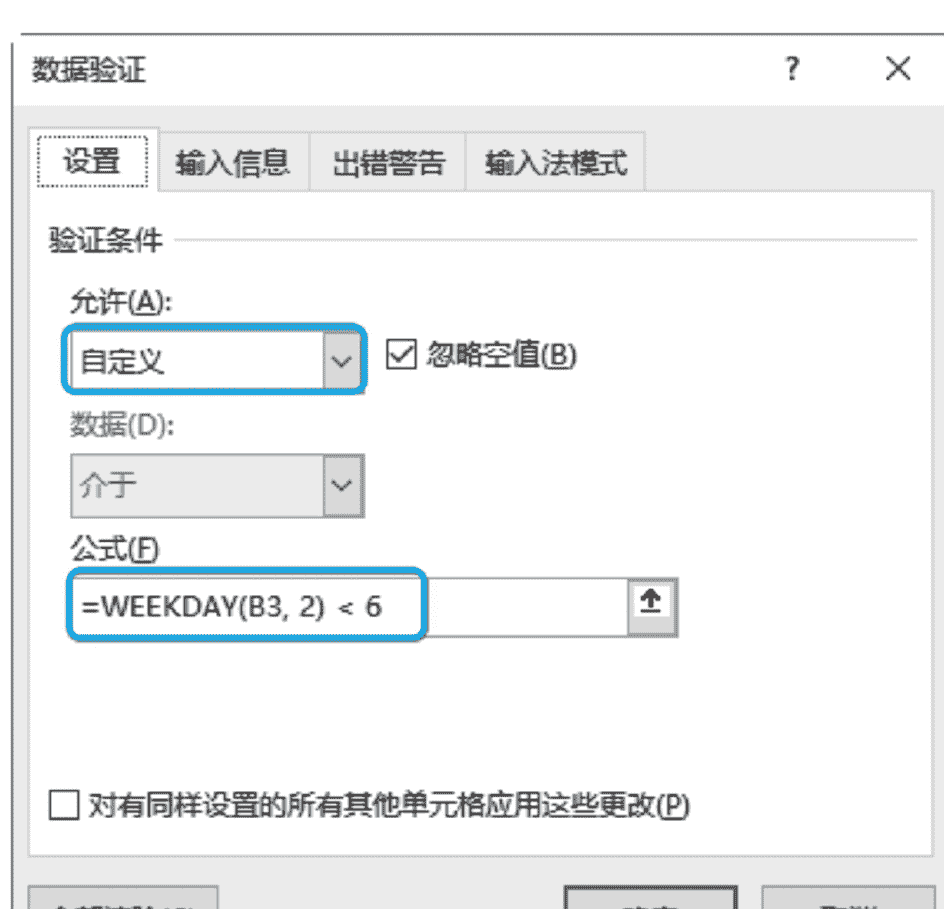 数据验证 ?
设置 输入信息 出错警告 输入法模式
验证条件
允许(A):
自定义 忽略空值(B)
数据(D):
介于
公式(F)
=WEEKDAY(B3, 2) < 6
对有同样设置的所有其他单元格应用这些更改(P)